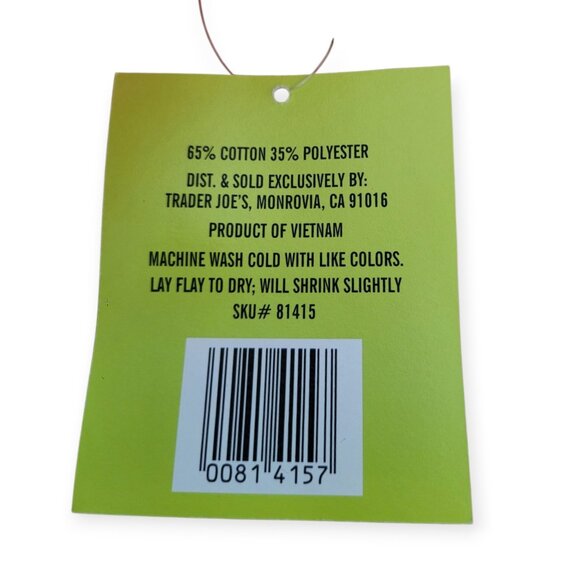 65% COTTON 35% POLYESTER
DIST. & SOLD EXCLUSIVELY BY:
TRADER JOE'S, MONROVIA, CA 91016
PRODUCT OF VIETNAM
MACHINE WASH COLD WITH LIKE COLORS.
LAY FLAY TO DRY; WILL SHRINK SLIGHTLY
SKU# 81415
0081 4157